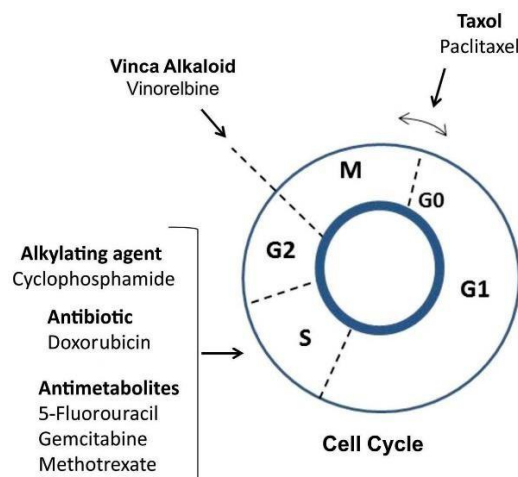 Taxol
Paclitaxel
Vinca Alkaloid
Vinorelbine
M
G0
G2
G1
S
Alkylating agent
Cyclophosphamide
Antibiotic
Doxorubicin
Antimetabolites
5-Fluorouracil
Gemcitabine
Methotrexate
Cell Cycle